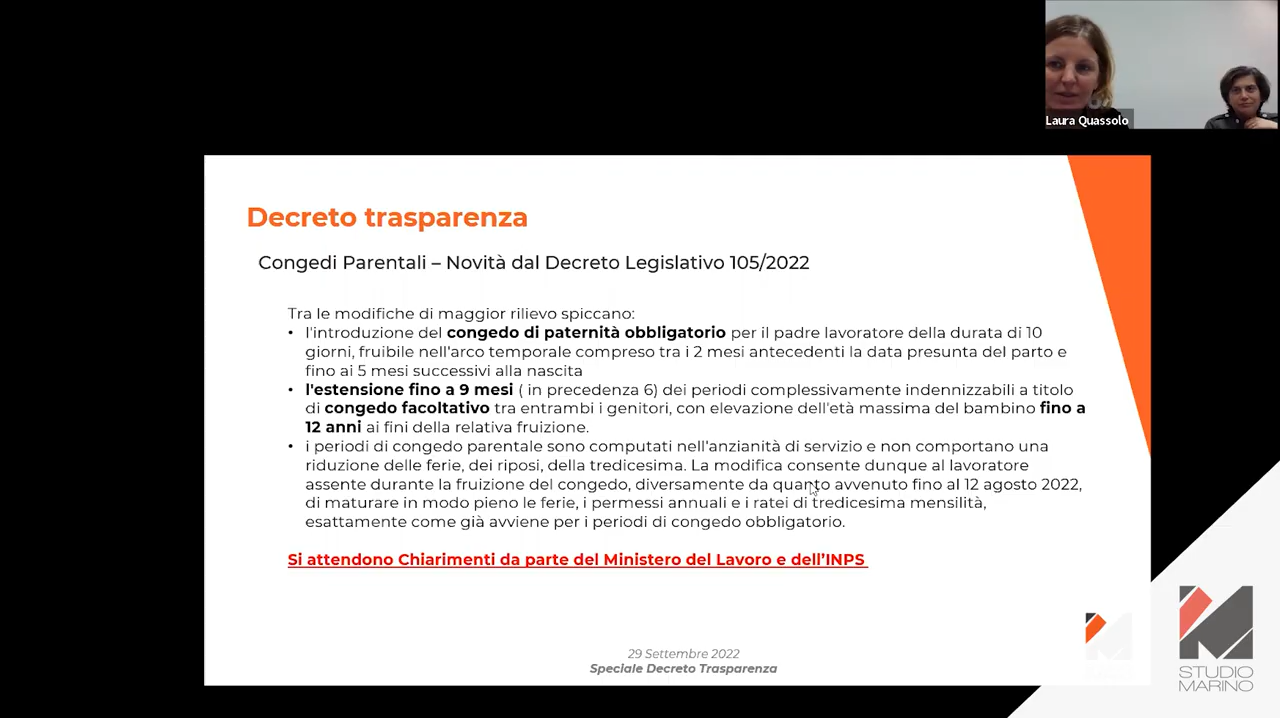 Laura Quassolo
Decreto trasparenza
Congedi Parentali – Novità dal Decreto Legislativo 105/2022
Tra le modifiche di maggior rilievo spiccano:
• l'introduzione del congedo di paternità obbligatorio per il padre lavoratore della durata di 10
giorni, fruibile nell'arco temporale compreso tra i 2 mesi antecedenti la data presunta del parto e
fino ai 5 mesi successivi alla nascita
• l'estensione fino a 9 mesi ( in precedenza 6) dei periodi complessivamente indennizzabili a titolo
di congedo facoltativo tra entrambi i genitori, con elevazione dell'età massima del bambino fino a
12 anni ai fini della relativa fruizione.
• i periodi di congedo parentale sono computati nell'anzianità di servizio e non comportano una
riduzione delle ferie, dei riposi, della tredicesima. La modifica consente dunque al lavoratore
assente durante la fruizione del congedo, diversamente da quanto avvenuto fino al 12 agosto 2022,
di maturare in modo pieno le ferie, i permessi annuali e i ratei di tredicesima mensilità,
esattamente come già avviene per i periodi di congedo obbligatorio.
Si attendono Chiarimenti da parte del Ministero del Lavoro e dell’INPS
29 Settembre 2022
Speciale Decreto Trasparenza
STUDIO
MARINO